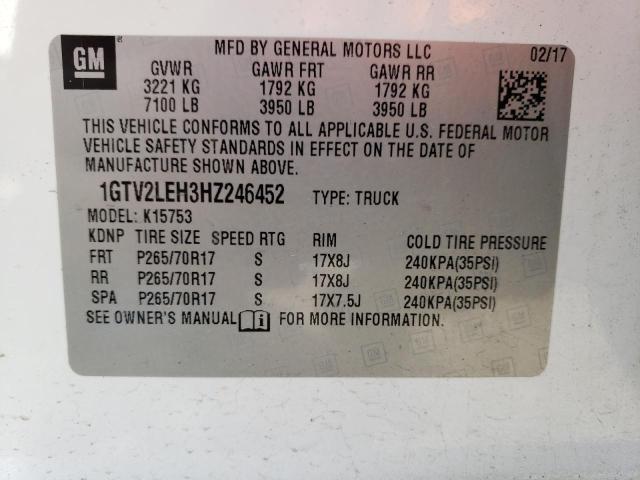 GM
MFD BY GENERAL MOTORS LLC 02/17
GVWR GAWR FRT GAWR RR
3221 KG 1792 KG 1792 KG
7100 LB 3950 LB 3950 LB
THIS VEHICLE CONFORMS TO ALL APPLICABLE U.S. FEDERAL MOTOR
VEHICLE SAFETY STANDARDS IN EFFECT ON THE DATE OF
MANUFACTURE SHOWN ABOVE.
1GTV2LEH3HZ246452 TYPE: TRUCK
MODEL: K15753
KDNP TIRE SIZE SPEED RTG RIM COLD TIRE PRESSURE
FRT P265/70R17 S 17X8J 240KPA(35PSI)
RR P265/70R17 S 17X8J 240KPA(35PSI)
SPA P265/70R17 S 17X7.5J 240KPA(35PSI)
SEE OWNER'S MANUAL FOR MORE INFORMATION.